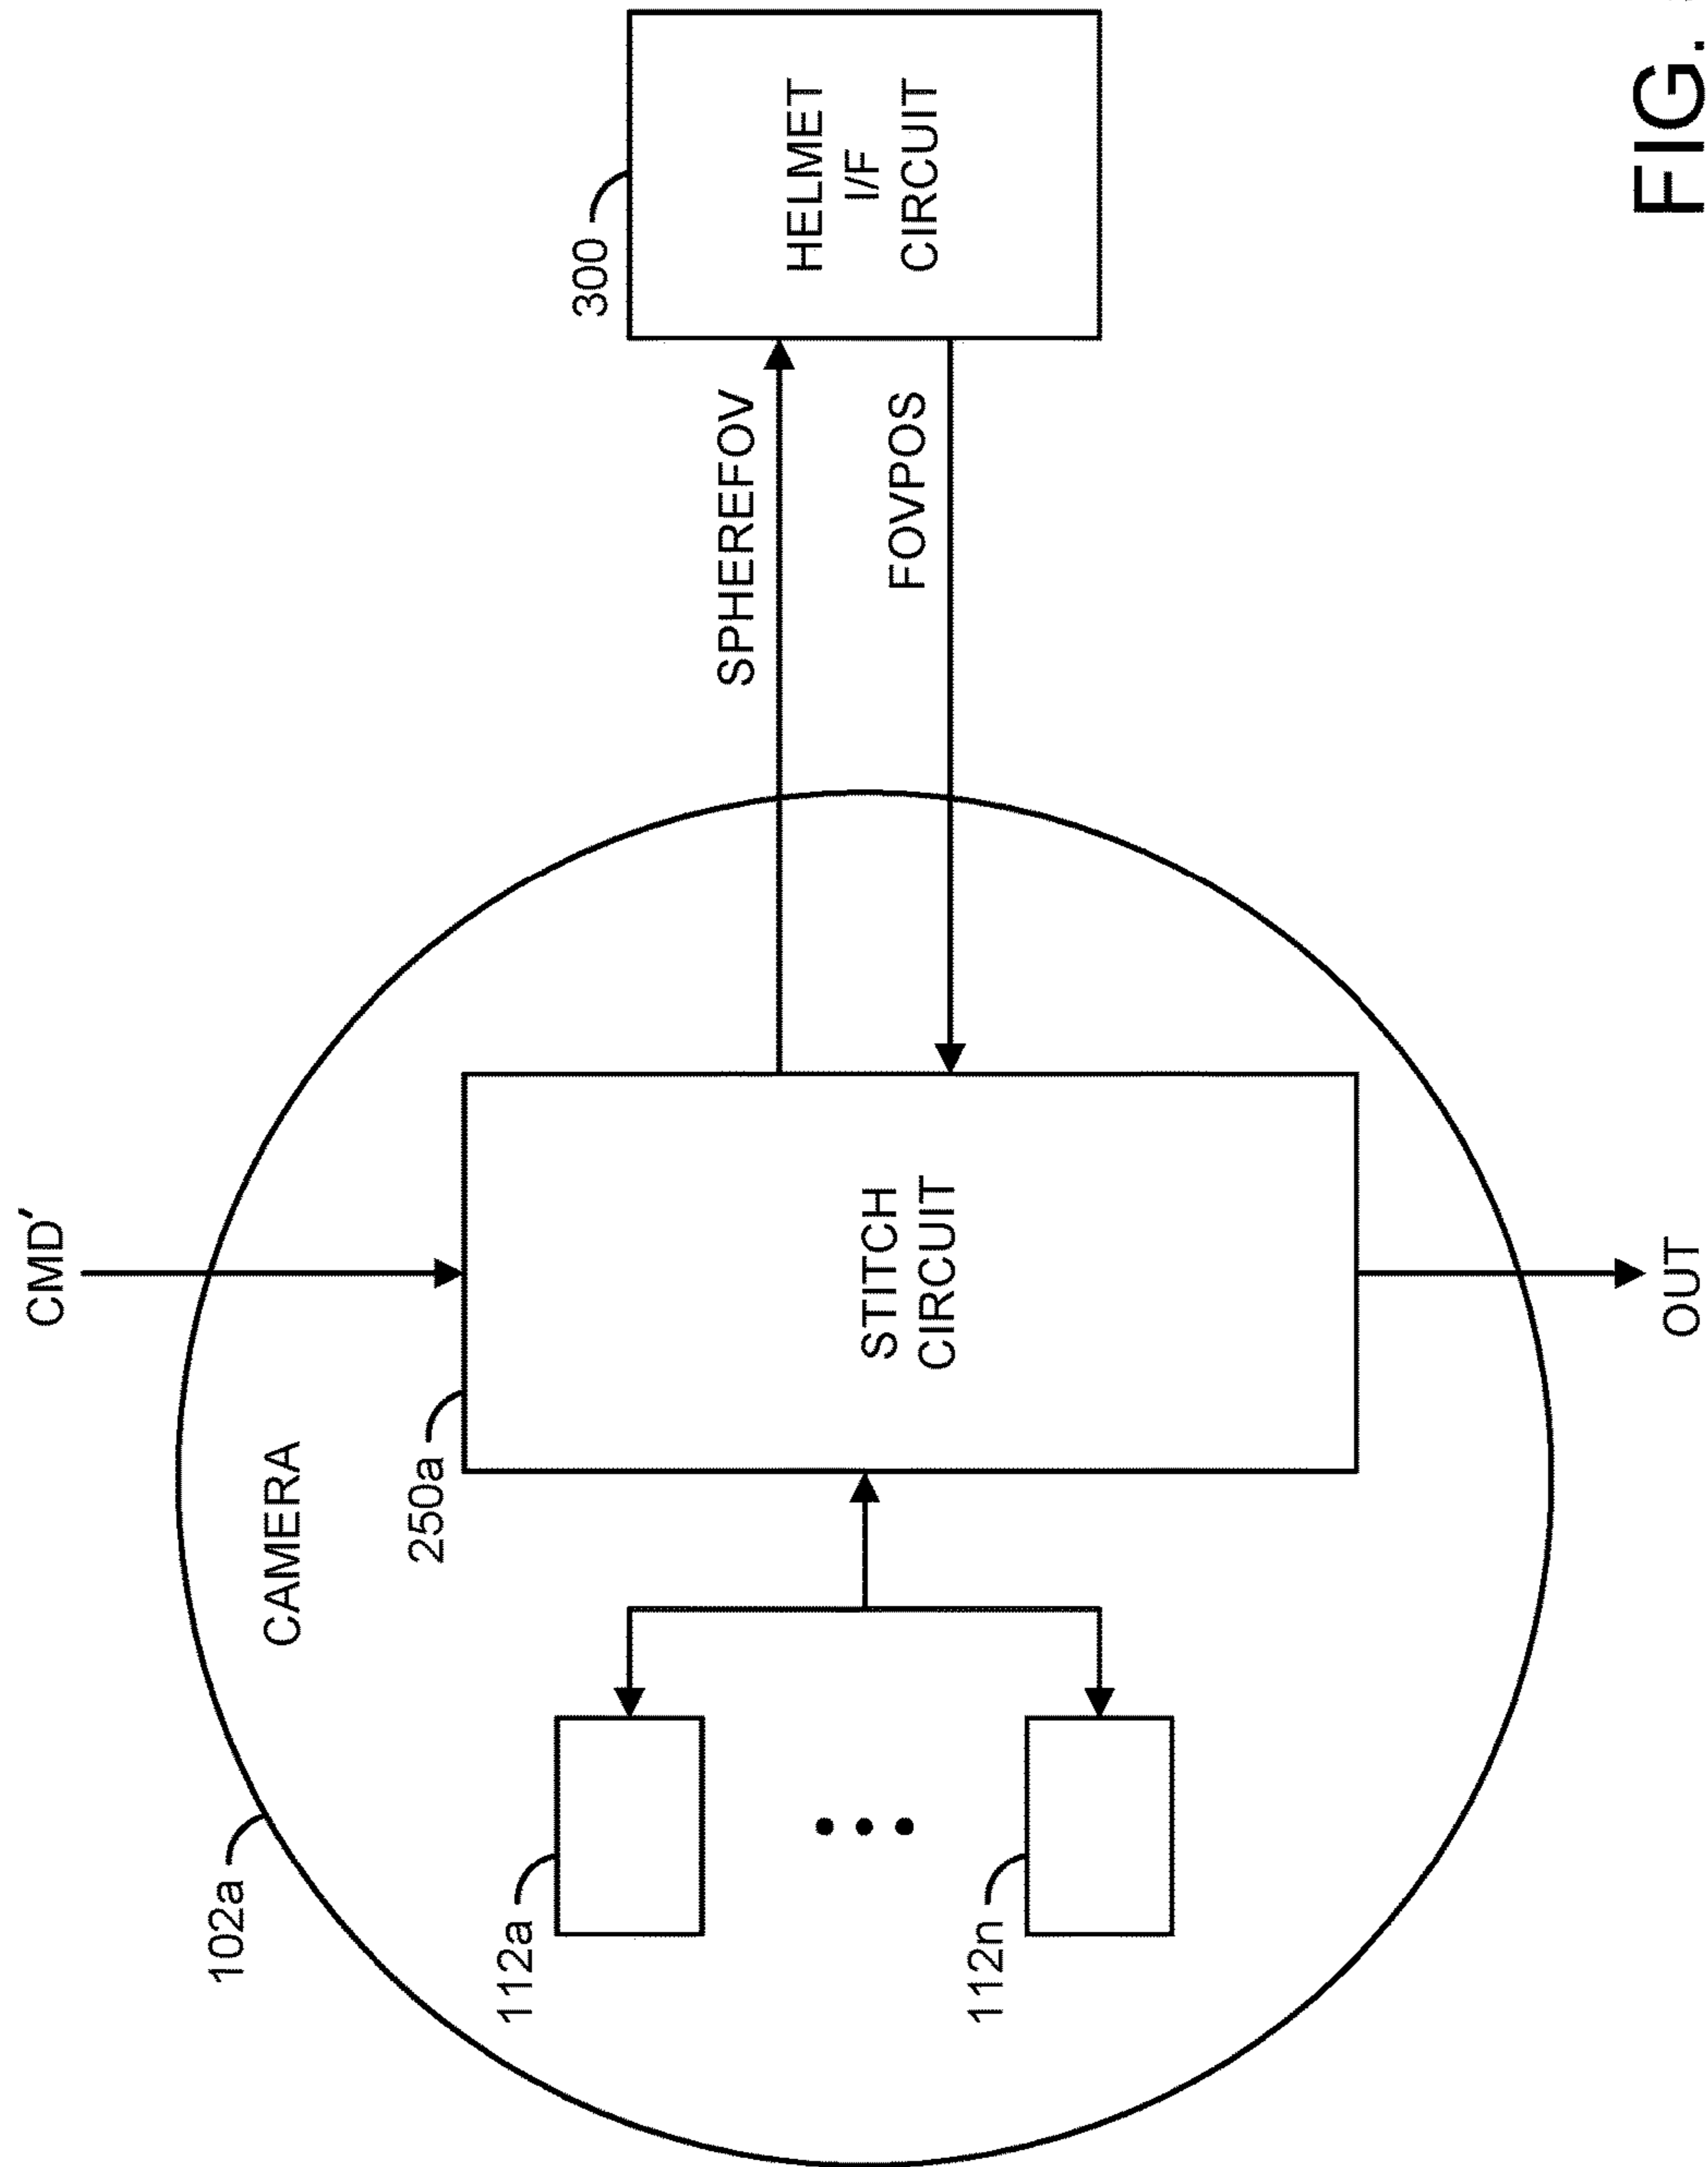 CMD'
102a
CAMERA
250a
112a
112n
STITCH
CIRCUIT
SPHEREFOV
FOVPOS
300
HELMET
I/F
CIRCUIT
OUT
FIG.